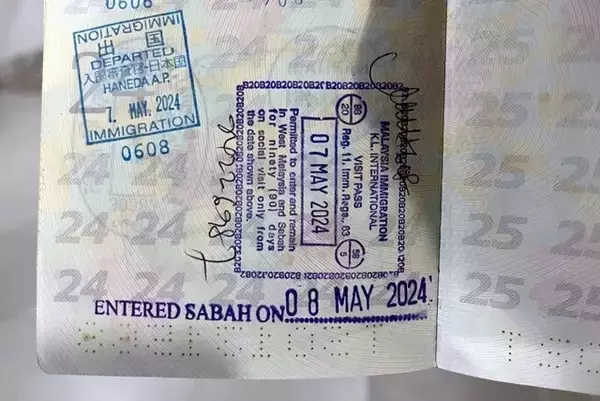 0608
IMMIGRATION
出国
DEPARTED
入国審査官・日本国
HANEDA A.P.
7. MAY. 2024
IMMIGRATION
0608
MALAYSIA IMMIGRATION
K.L. INTERNATIONAL
VISIT PASS
Reg. 11. Imm. Regs., 63
07 MAY 2024
Permitted to enter and remain
in West Malaysia and Sabah
for ninety (90) days
on social visit only from
the date shown above.
ENTERED SABAH ON 08 MAY 2024
24
25